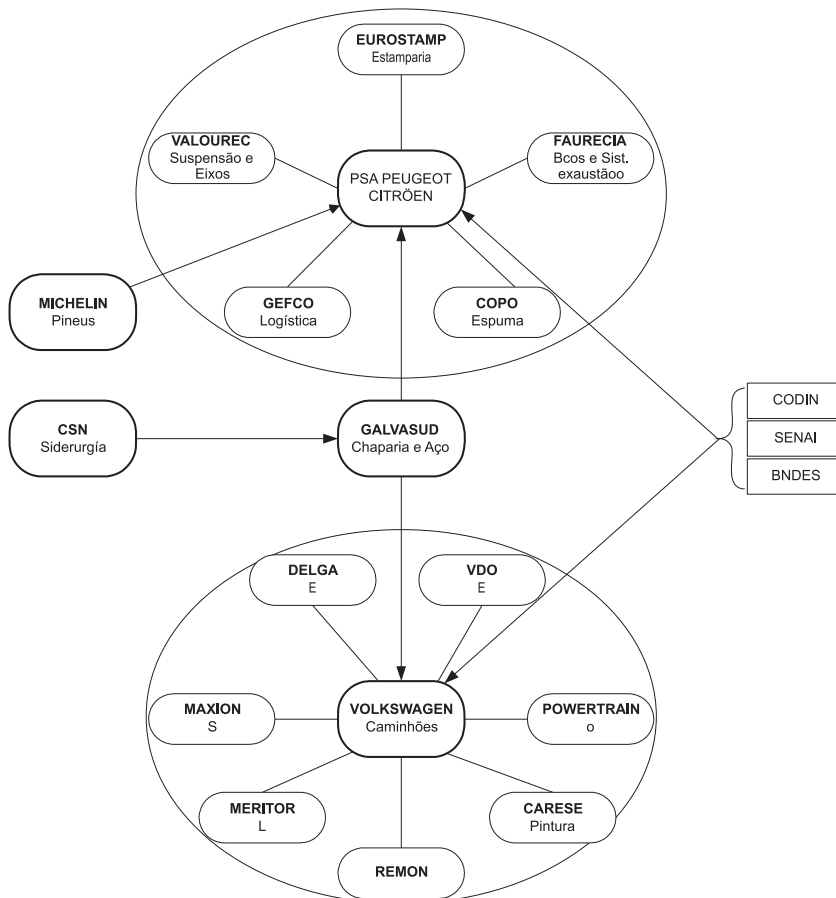 EUROSTAMP
Estamparia
VALOUREC
Suspensão e
Eixos
FAURECIA
Bcos e Sist.
exaustãoo
PSA PEUGEOT
CITRÖEN
MICHELIN
Pineus
GEFCO
Logística
COPO
Espuma
CSN
Siderurgía
GALVASUD
Chaparia e Aço
CODIN
SENAI
BNDES
DELGA
E
VDO
E
MAXION
S
VOLKSWAGEN
Caminhões
POWERTRAIN
o
MERITOR
L
CARESE
Pintura
REMON